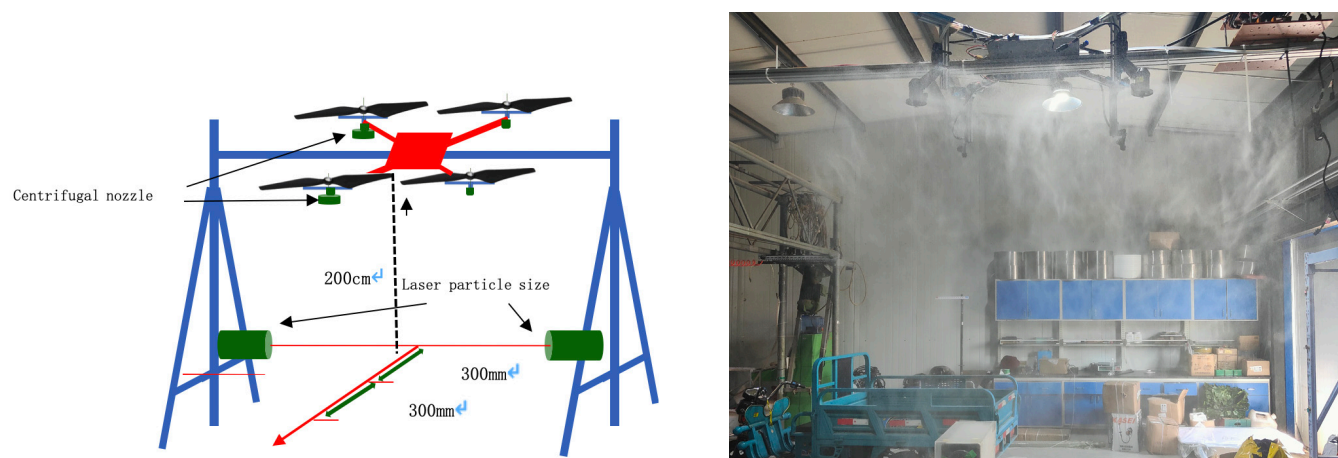 Centrifugal nozzle
200cm↲
Laser particle size
300mm↲
300mm↲